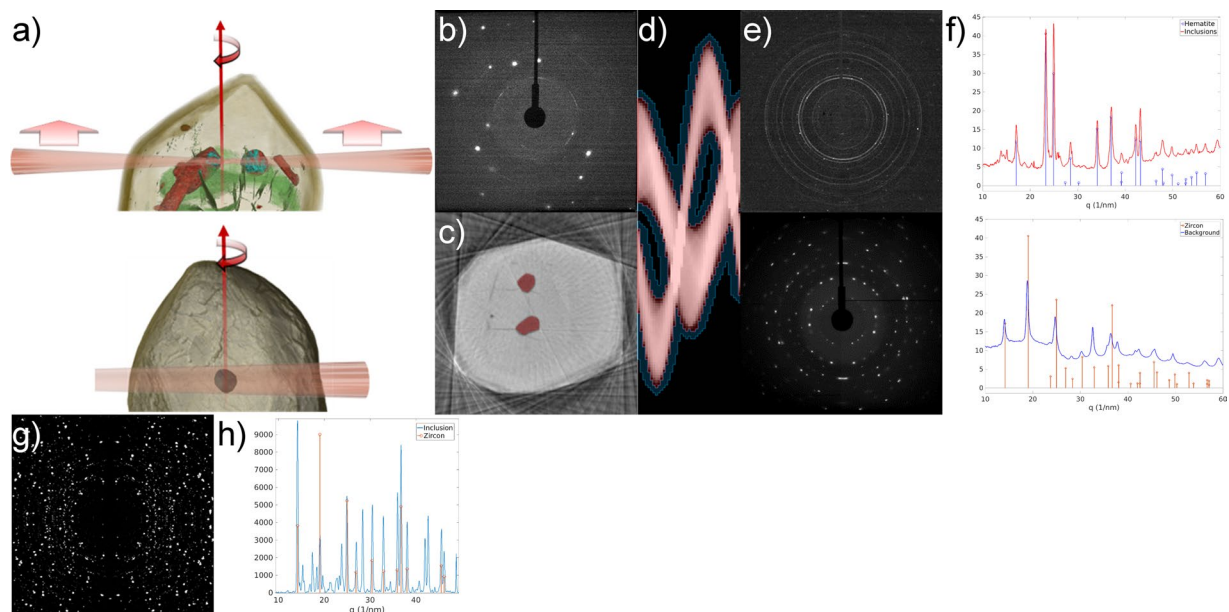 a)
b)
d)
e)
f)
Hematite
Inclusions
45
40
35
30
25
20
15
10
5
0
10 20 30 40 50 60
q (1/nm)
c)
Zircon
Background
45
40
35
30
25
20
15
10
5
0
10 20 30 40 50 60
q (1/nm)
g)
h)
Inclusion
Zircon
9000
8000
7000
6000
5000
4000
3000
2000
1000
0
10 20 30 40
q (1/nm)